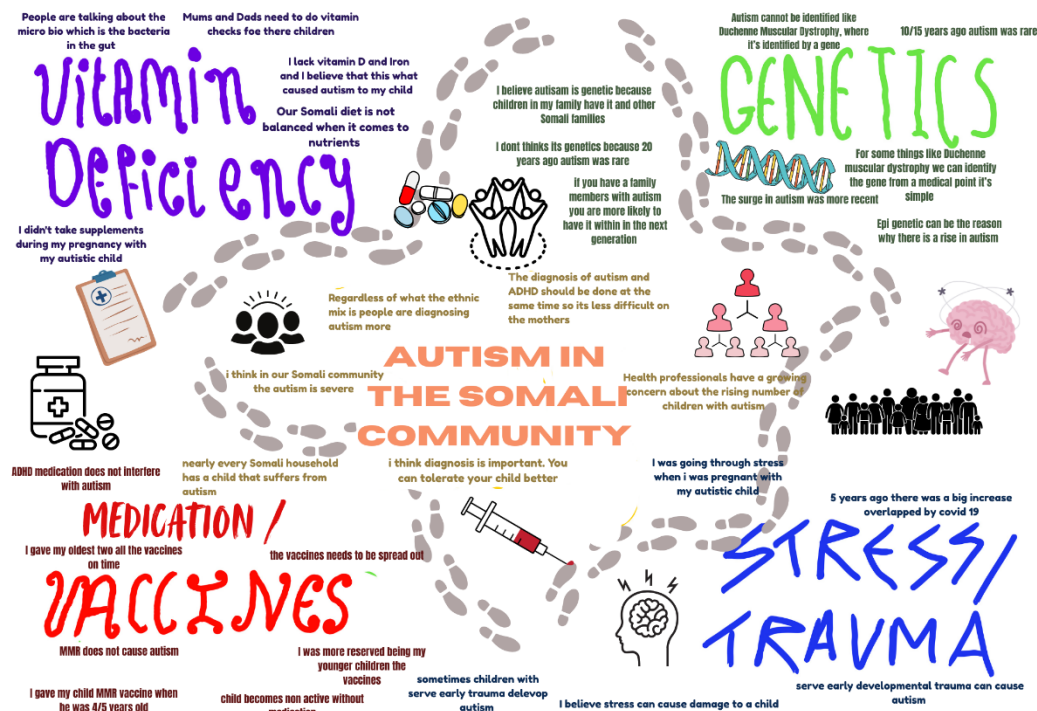 People are talking about the
micro bio which is the bacteria
in the gut
Mums and Dads need to do vitamin
checks foe there children
VitAMin
DEFiciency
I lack vitamin D and Iron
and I believe that this what
caused autism to my child
Our Somali diet is not
balanced when it comes to
nutrients
I didn't take supplements
during my pregnancy with
my autistic child
I believe autisam is genetic because
children in my family have it and other
Somali families
I dont thinks its genetics because 20
years ago autism was rare
if you have a family
members with autism
you are more likely to
have it within in the next
generation
Autism cannot be identified like
Duchenne Muscular Dystrophy, where
it's identified by a gene
10/15 years ago autism was rare
GENETICS
For some things like Duchenne
muscular dystrophy we can identify
the gene from a medical point it's
simple
The surge in autism was more recent
Epi genetic can be the reason
why there is a rise in autism
Regardless of what the ethnic
mix is people are diagnosing
autism more
The diagnosis of autism and
ADHD should be done at the
same time so its less difficult on
the mothers
i think in our Somali community
the autism is severe
AUTISM IN
THE SOMALI
COMMUNITY
Health professionals have a growing
concern about the rising number of
children with autism
nearly every Somali household
has a child that suffers from
autism
i think diagnosis is important. You
can tolerate your child better
ADHD medication does not interfere
with autism
MEDICATION /
VACCINES
I gave my oldest two all the vaccines
on time
the vaccines needs to be spread out
MMR does not cause autism
I was more reserved being my
younger children the
vaccines
I gave my child MMR vaccine when
he was 4/5 years old
child becomes non active without
I was going through stress
when i was pregnant with
my autistic child
5 years ago there was a big increase
overlapped by covid 19
STRESS/
TRAUMA
sometimes children with
serve early trauma delevop
autism
I believe stress can cause damage to a child
serve early developmental trauma can cause
autism